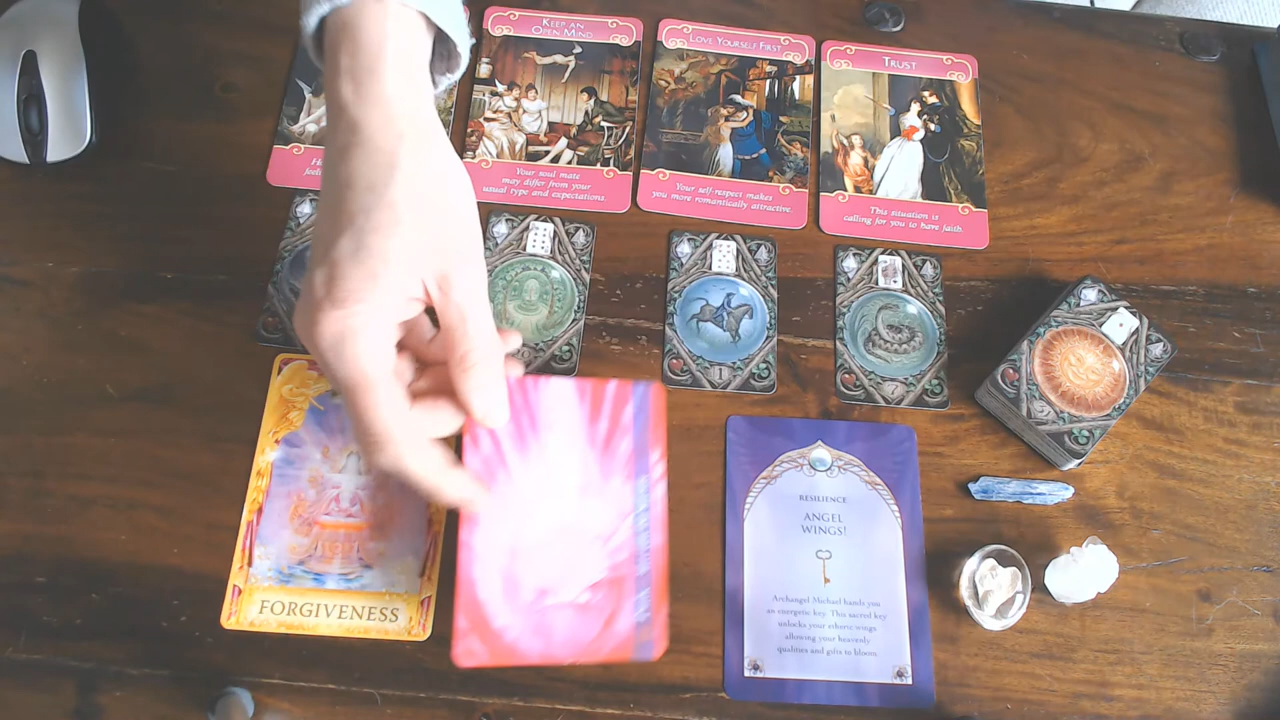 KEEP AN
OPEN MIND
Your soul mate
may differ from your
usual type and expectations.
LOVE YOURSELF FIRST
Your self-respect makes
you more romantically attractive.
TRUST
This situation is
calling for you to have faith.
1
7
FORGIVENESS
RESILIENCE
ANGEL
WINGS!
Archangel Michael hands you
an energetic key. This sacred key
unlocks your etheric wings
allowing your heavenly
qualities and gifts to bloom.